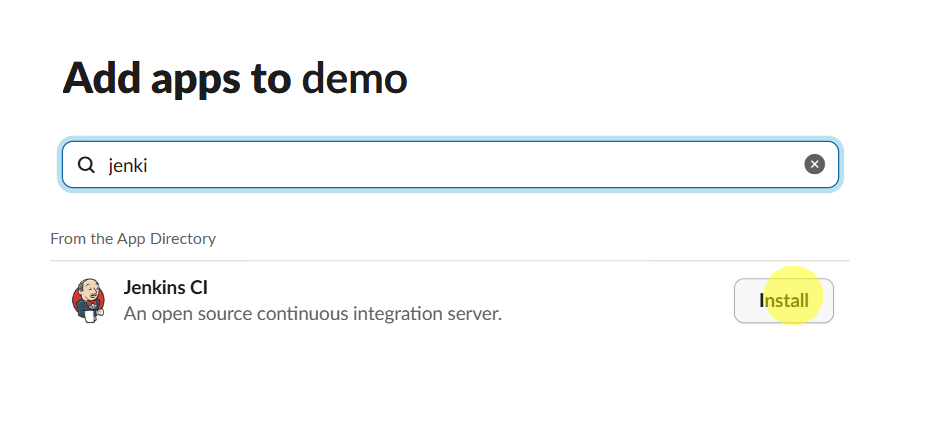 Add apps to demo
jenki
From the App Directory
Jenkins CI
An open source continuous integration server.
Install